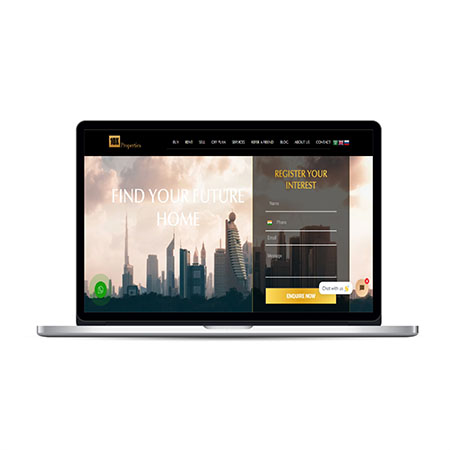 10X
Properties
BUY RENT SELL OFF PLAN SERVICES REFER A FRIEND BLOG ABOUT US CONTACT
FIND YOUR FUTURE
HOME
REGISTER YOUR
INTEREST
Name
Phone
Email
Message
ENQUIRE NOW
Chat with us